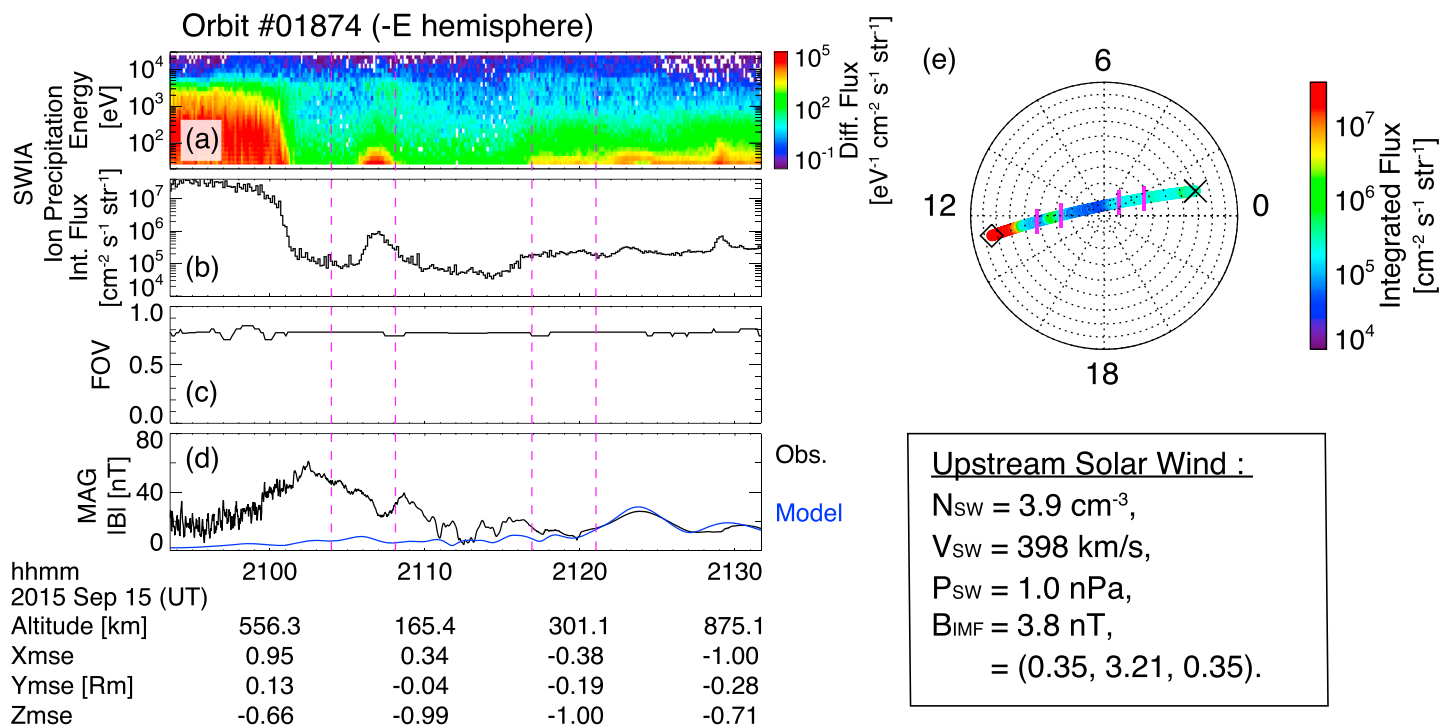 Orbit #01874 (-E hemisphere)
SWIA
Ion Precipitation
Energy
[eV]
10^4
10^3
10^2
(a)
10^5
10^2
10^-1
Diff. Flux
[eV^-1 cm^-2 s^-1 str^-1]
Int. Flux
[cm^-2 s^-1 str^-1]
10^7
10^6
10^5
10^4
(b)
FOV
1.0
0.5
0.0
(c)
MAG
|B| [nT]
80
40
0
(d)
Obs.
Model
hhmm 2100 2110 2120 2130
2015 Sep 15 (UT)
Altitude [km] 556.3 165.4 301.1 875.1
Xmse 0.95 0.34 -0.38 -1.00
Ymse [Rm] 0.13 -0.04 -0.19 -0.28
Zmse -0.66 -0.99 -1.00 -0.71
(e)
6
12
0
18
10^7
10^6
10^5
10^4
Integrated Flux
[cm^-2 s^-1 str^-1]
Upstream Solar Wind :
NSW = 3.9 cm^-3,
VSW = 398 km/s,
PSW = 1.0 nPa,
BIMF = 3.8 nT,
= (0.35, 3.21, 0.35).